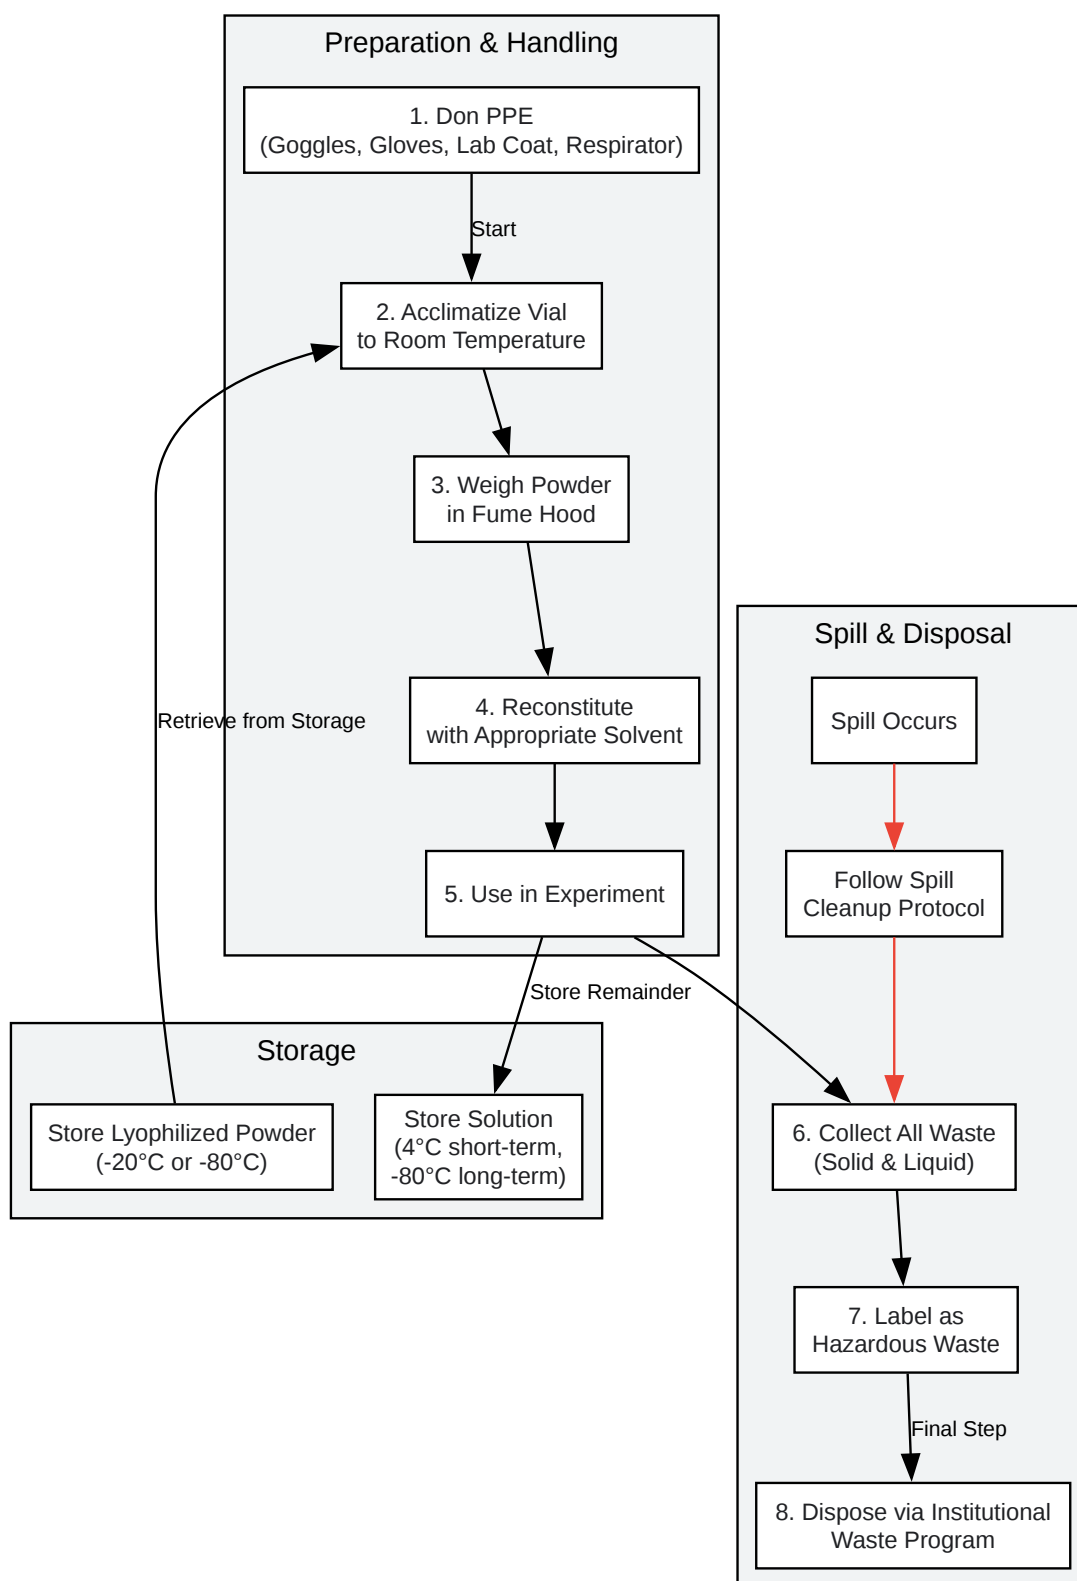 Preparation & Handling
1. Don PPE
(Goggles, Gloves, Lab Coat, Respirator)
Start
2. Acclimatize Vial
to Room Temperature
3. Weigh Powder
in Fume Hood
Retrieve from Storage
4. Reconstitute
with Appropriate Solvent
5. Use in Experiment
Store Remainder
Storage
Store Lyophilized Powder
(-20°C or -80°C)
Store Solution
(4°C short-term,
-80°C long-term)
Spill & Disposal
Spill Occurs
Follow Spill
Cleanup Protocol
6. Collect All Waste
(Solid & Liquid)
7. Label as
Hazardous Waste
Final Step
8. Dispose via Institutional
Waste Program